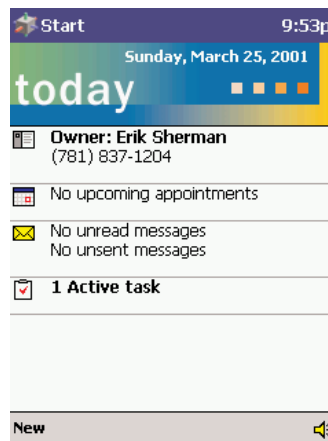 Start 9:53p
Sunday, March 25, 2001
today
Owner: Erik Sherman
(781) 837-1204
No upcoming appointments
No unread messages
No unsent messages
1 Active task
New